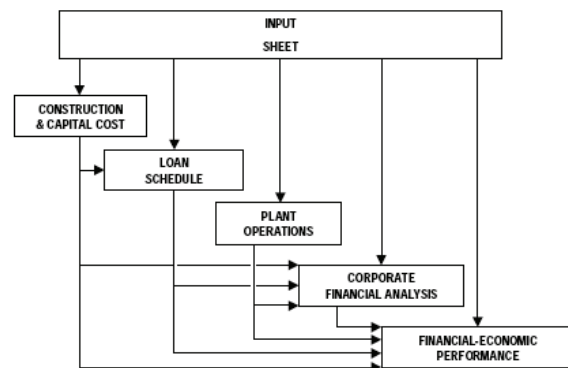 INPUT
SHEET
CONSTRUCTION
& CAPITAL COST
LOAN
SCHEDULE
PLANT
OPERATIONS
CORPORATE
FINANCIAL ANALYSIS
FINANCIAL-ECONOMIC
PERFORMANCE